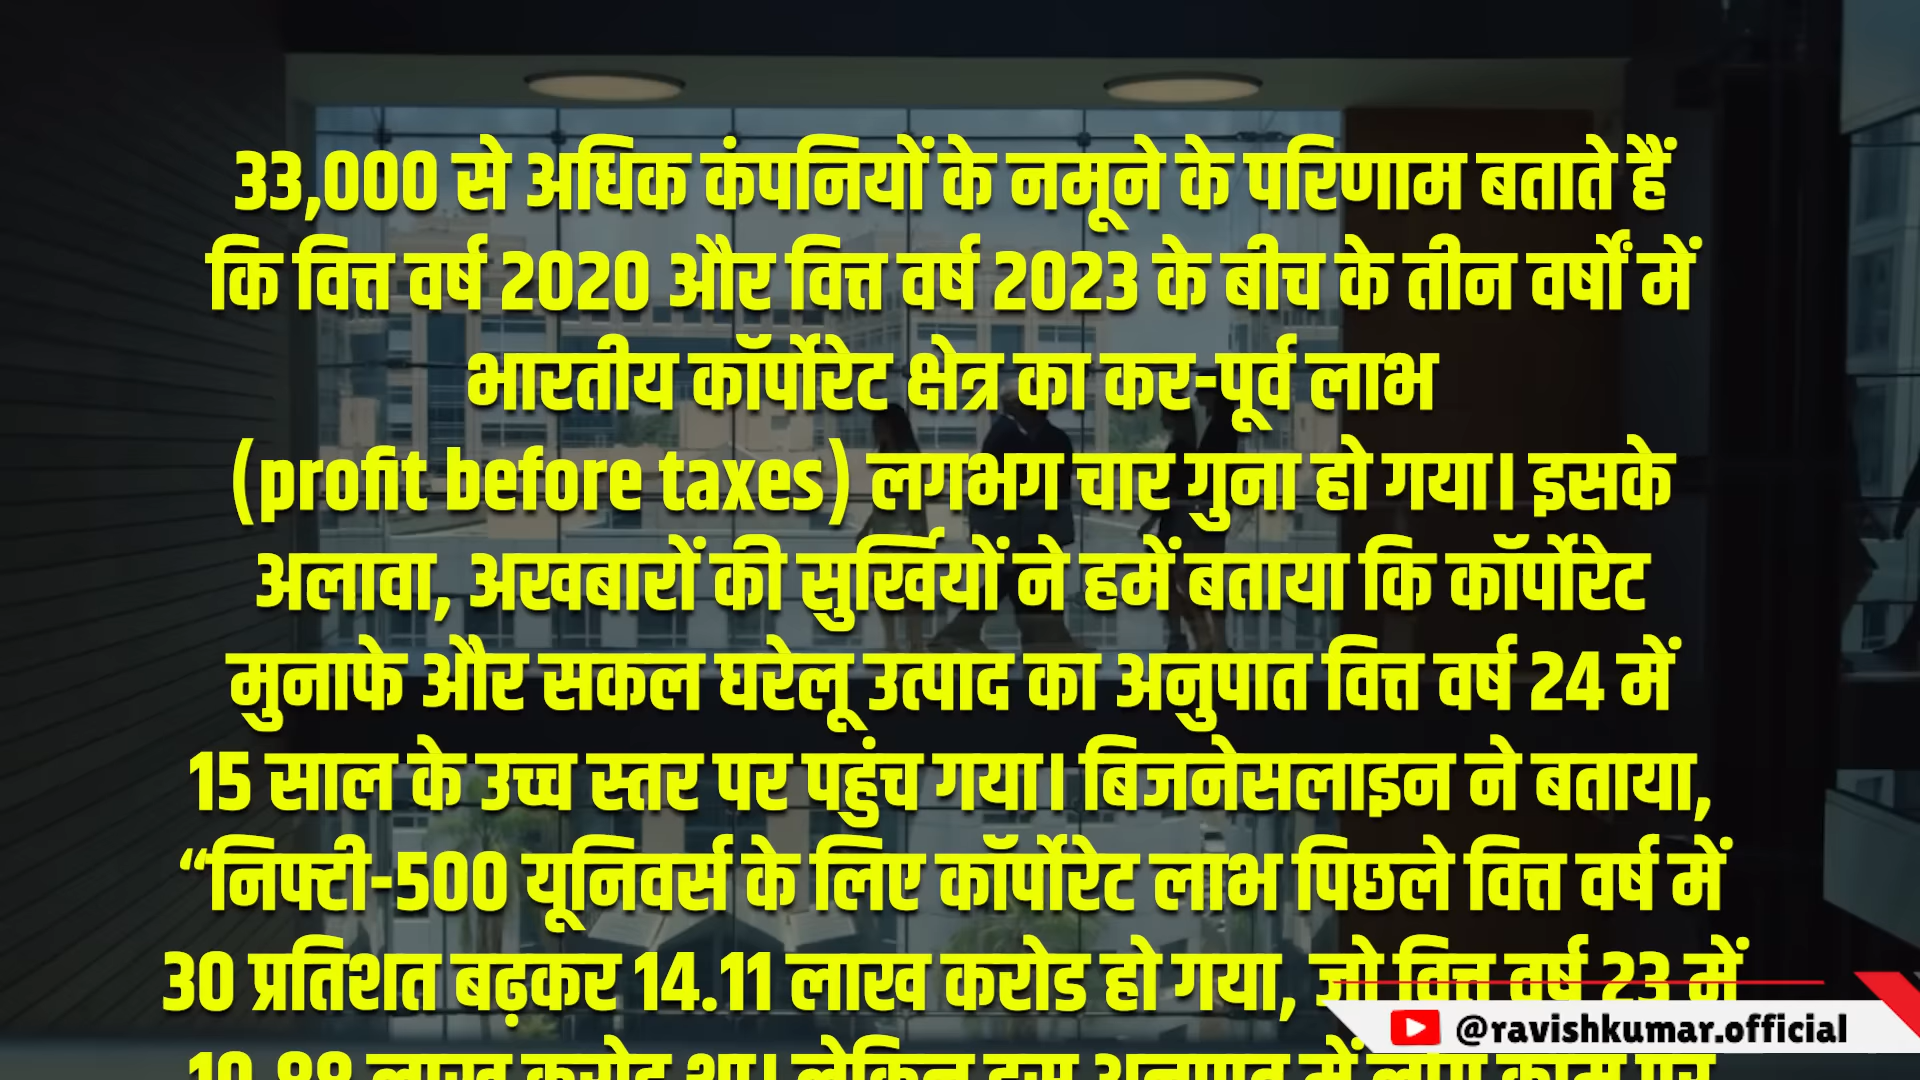 33,000 से अधिक कंपनियों के नमूने के परिणाम बताते हैं
कि वित्त वर्ष 2020 और वित्त वर्ष 2023 के बीच के तीन वर्षों में
भारतीय कॉर्पोरेट क्षेत्र का कर-पूर्व लाभ
(profit before taxes) लगभग चार गुना हो गया। इसके
अलावा, अखबारों की सुर्खियों ने हमें बताया कि कॉर्पोरेट
मुनाफे और सकल घरेलू उत्पाद का अनुपात वित्त वर्ष 24 में
15 साल के उच्च स्तर पर पहुंच गया। बिजनेसलाइन ने बताया,
“निफ्टी-500 यूनिवर्स के लिए कॉर्पोरेट लाभ पिछले वित्त वर्ष में
30 प्रतिशत बढ़कर 14.11 लाख करोड हो गया, जो वित्त वर्ष 23 में
लाख करोड था। लेकिन इस अनुपात में
@ravishkumar.official